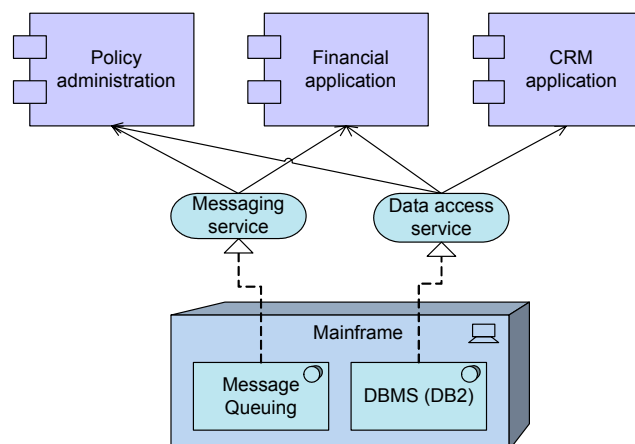 Policy
administration
Financial
application
CRM
application
Messaging
service
Data access
service
Mainframe
Message
Queuing
DBMS (DB2)